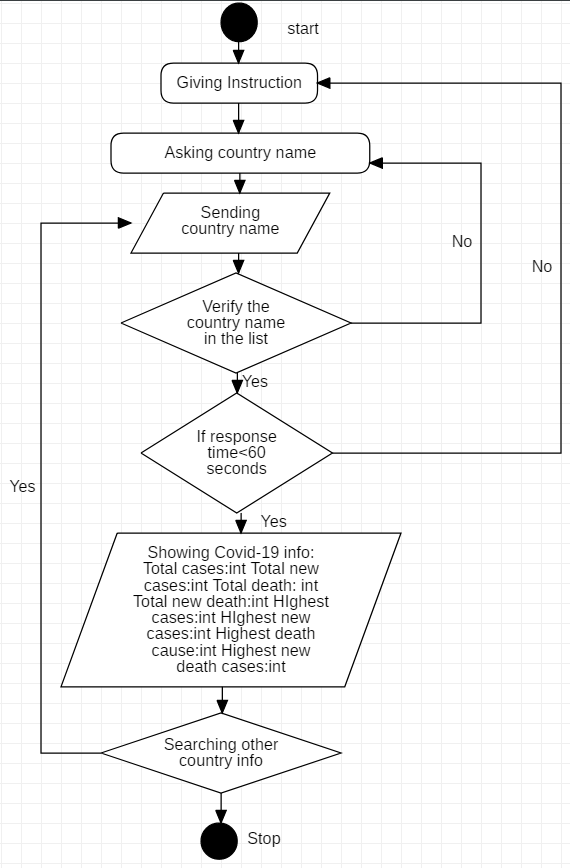 start
Giving Instruction
Asking country name
Sending
country name
No
No
Verify the
country name
in the list
Yes
If response
time<60
seconds
Yes
Yes
Showing Covid-19 info:
Total cases:int Total new
cases:int Total death: int
Total new death:int HIghest
cases:int HIghest new
cases:int Highest death
cause:int Highest new
death cases:int
Searching other
country info
Stop